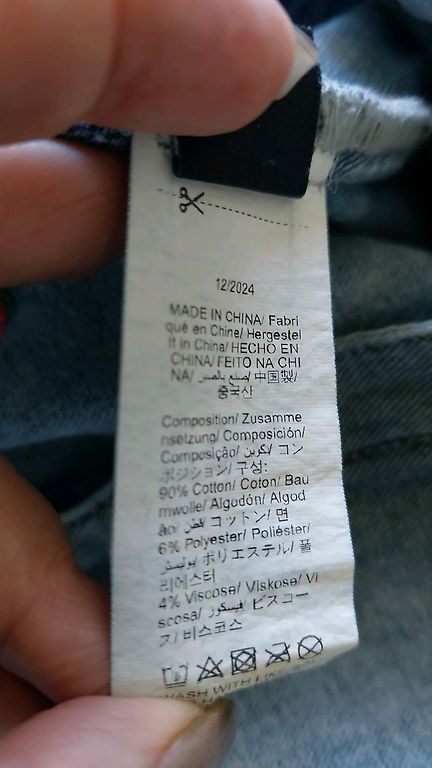 12/2024
MADE IN CHINA/ Fabri
qué en Chine/ Hergestel
lt in China/ HECHO EN
CHINA/ FEITO NA CHI
NA/ صنع بالصين/ 中国製/
중국산
Composition/ Zusamme
nsetzung/ Composición/
Composição/ تكوين/ コン
ポジション/ 구성:
90% Cotton/ Coton/ Bau
mwolle/ Algodón/ Algod
ão/ قطن/ コットン/ 면
6% Polyester/ Poliéster/
بوليستر/ ポリエステル/ 폴
리에스터
4% Viscose/ Viskose/ Vi
scosa/ فيسكوز/ ビスコー
ス/ 비스코스
WASH WITH LIKE